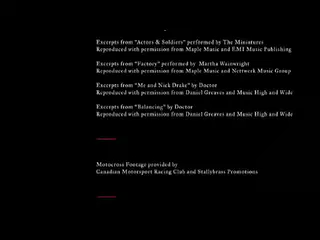 Excerpts from "Actors & Soldiers" performed by The Miniatures
Reproduced with permission from Maple Music and EMI Music Publishing
Excerpts from "Factory" performed by Martha Wainwright
Reproduced with permission from Maple Music and Nettwerk Music Group
Excerpts from "Me and Nick Drake" by Doctor
Reproduced with permission from Daniel Greaves and Music High and Wide
Excerpts from "Balancing" by Doctor
Reproduced with permission from Daniel Greaves and Music High and Wide
Motocross Footage provided by
Canadian Motorsport Racing Club and Stallybrass Promotions